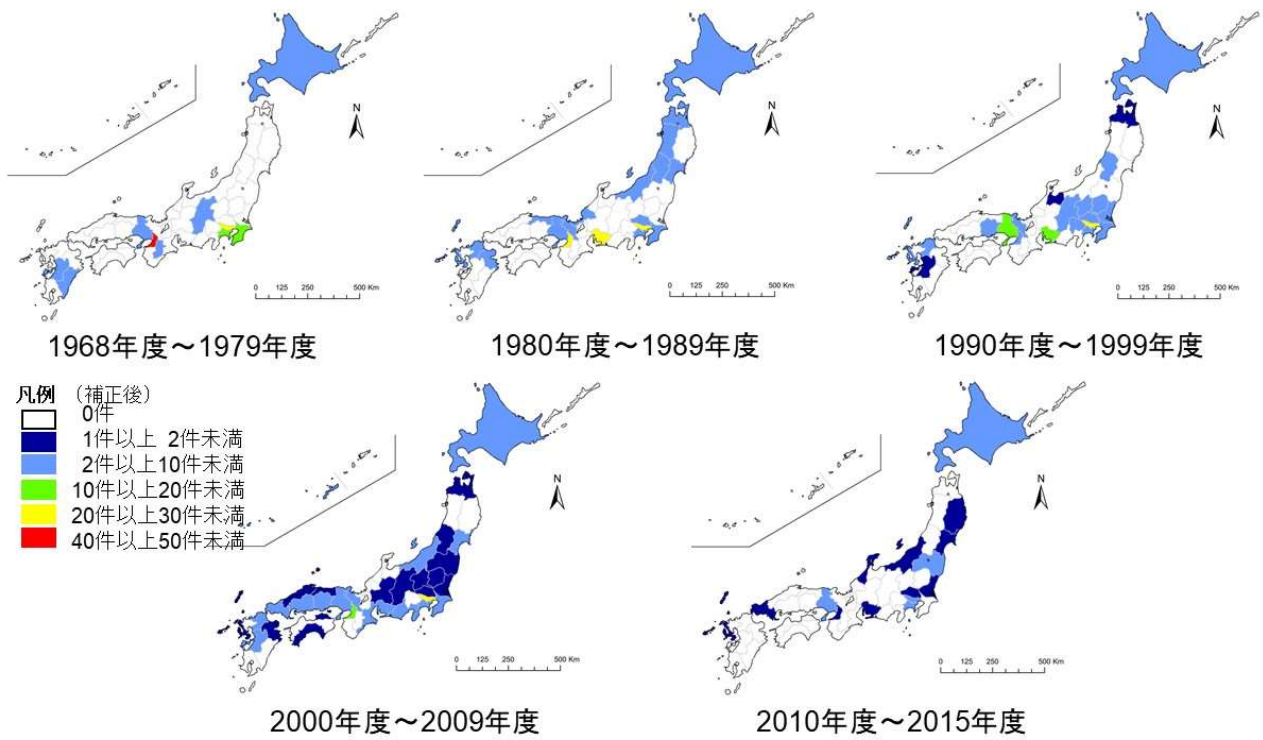 N
0 125 250 500 Km
1968年度～1979年度
N
0 125 250 500 Km
1980年度～1989年度
N
0 125 250 500 Km
1990年度～1999年度
凡例 （補正後）
0件
1件以上 2件未満
2件以上10件未満
10件以上20件未満
20件以上30件未満
40件以上50件未満
N
0 125 250 500 Km
2000年度～2009年度
N
0 125 250 500 Km
2010年度～2015年度